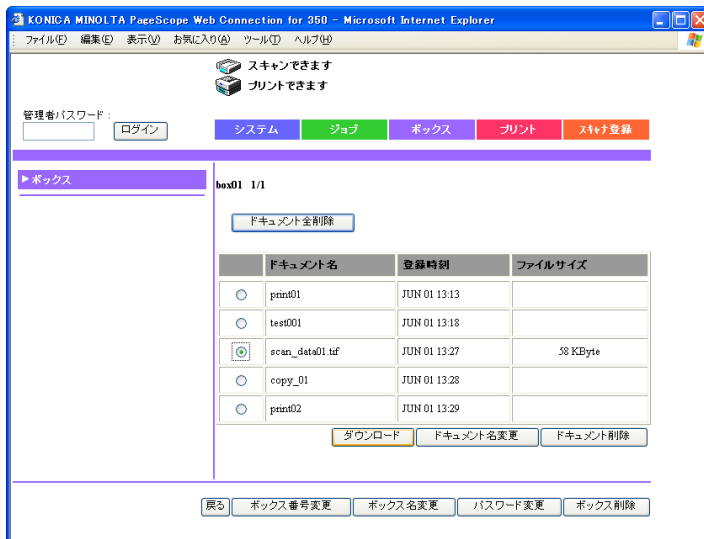 KONICA MINOLTA PageScope Web Connection for 350 - Microsoft Internet Explorer
ファイル(F) 編集(E) 表示(V) お気に入り(A) ツール(T) ヘルプ(H)
スキャンできます
プリントできます
管理者パスワード:
ログイン
システム ジョブ ボックス プリント スキャナ登録
▶ボックス
box01 1/1
ドキュメント全削除
ドキュメント名 登録時刻 ファイルサイズ
print01 JUN 01 13:13
test001 JUN 01 13:18
scan_data01.tif JUN 01 13:27 58 KByte
copy_01 JUN 01 13:28
print02 JUN 01 13:29
ダウンロード ドキュメント名変更 ドキュメント削除
戻る ボックス番号変更 ボックス名変更 パスワード変更 ボックス削除